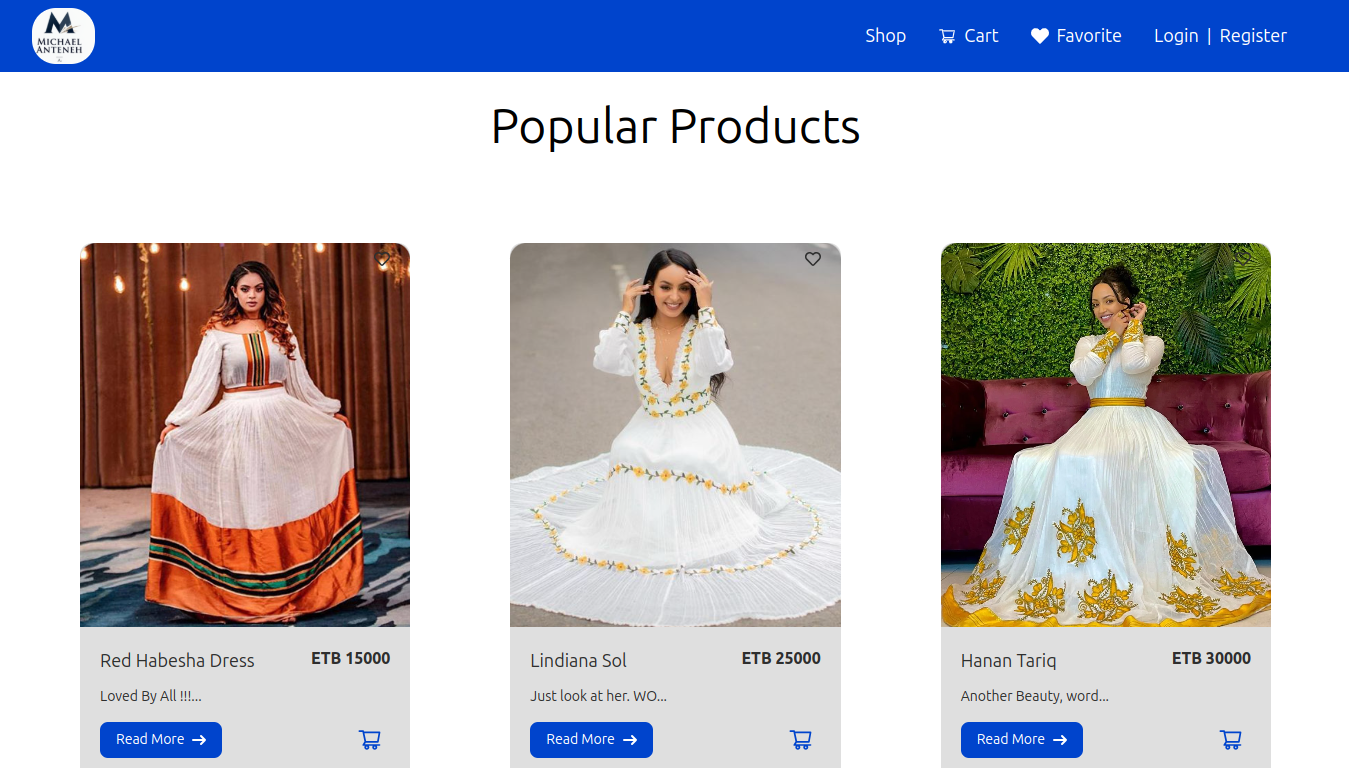 M
MICHAEL
ANTENEH
Shop
Cart
Favorite
Login | Register
Popular Products
Red Habesha Dress
ETB 15000
Loved By All !!!...
Read More
Lindiana Sol
ETB 25000
Just look at her. WO...
Read More
Hanan Tariq
ETB 30000
Another Beauty, word...
Read More